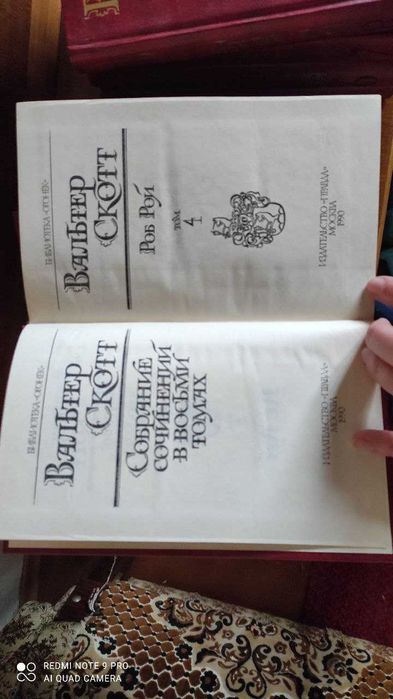 БИБЛИОТЕКА «ОГОНЕК»
ВАЛЬТЕР
СКОТТ
СОБРАНИЕ
СОЧИНЕНИЙ
В ВОСЬМИ
ТОМАХ
ИЗДАТЕЛЬСТВО «ПРАВДА»
МОСКВА
1990
БИБЛИОТЕКА «ОГОНЕК»
ВАЛЬТЕР
СКОТТ
РОБ РОЙ
ТОМ
4
ИЗДАТЕЛЬСТВО «ПРАВДА»
МОСКВА
1990
REDMI NOTE 9 PRO
AI QUAD CAMERA